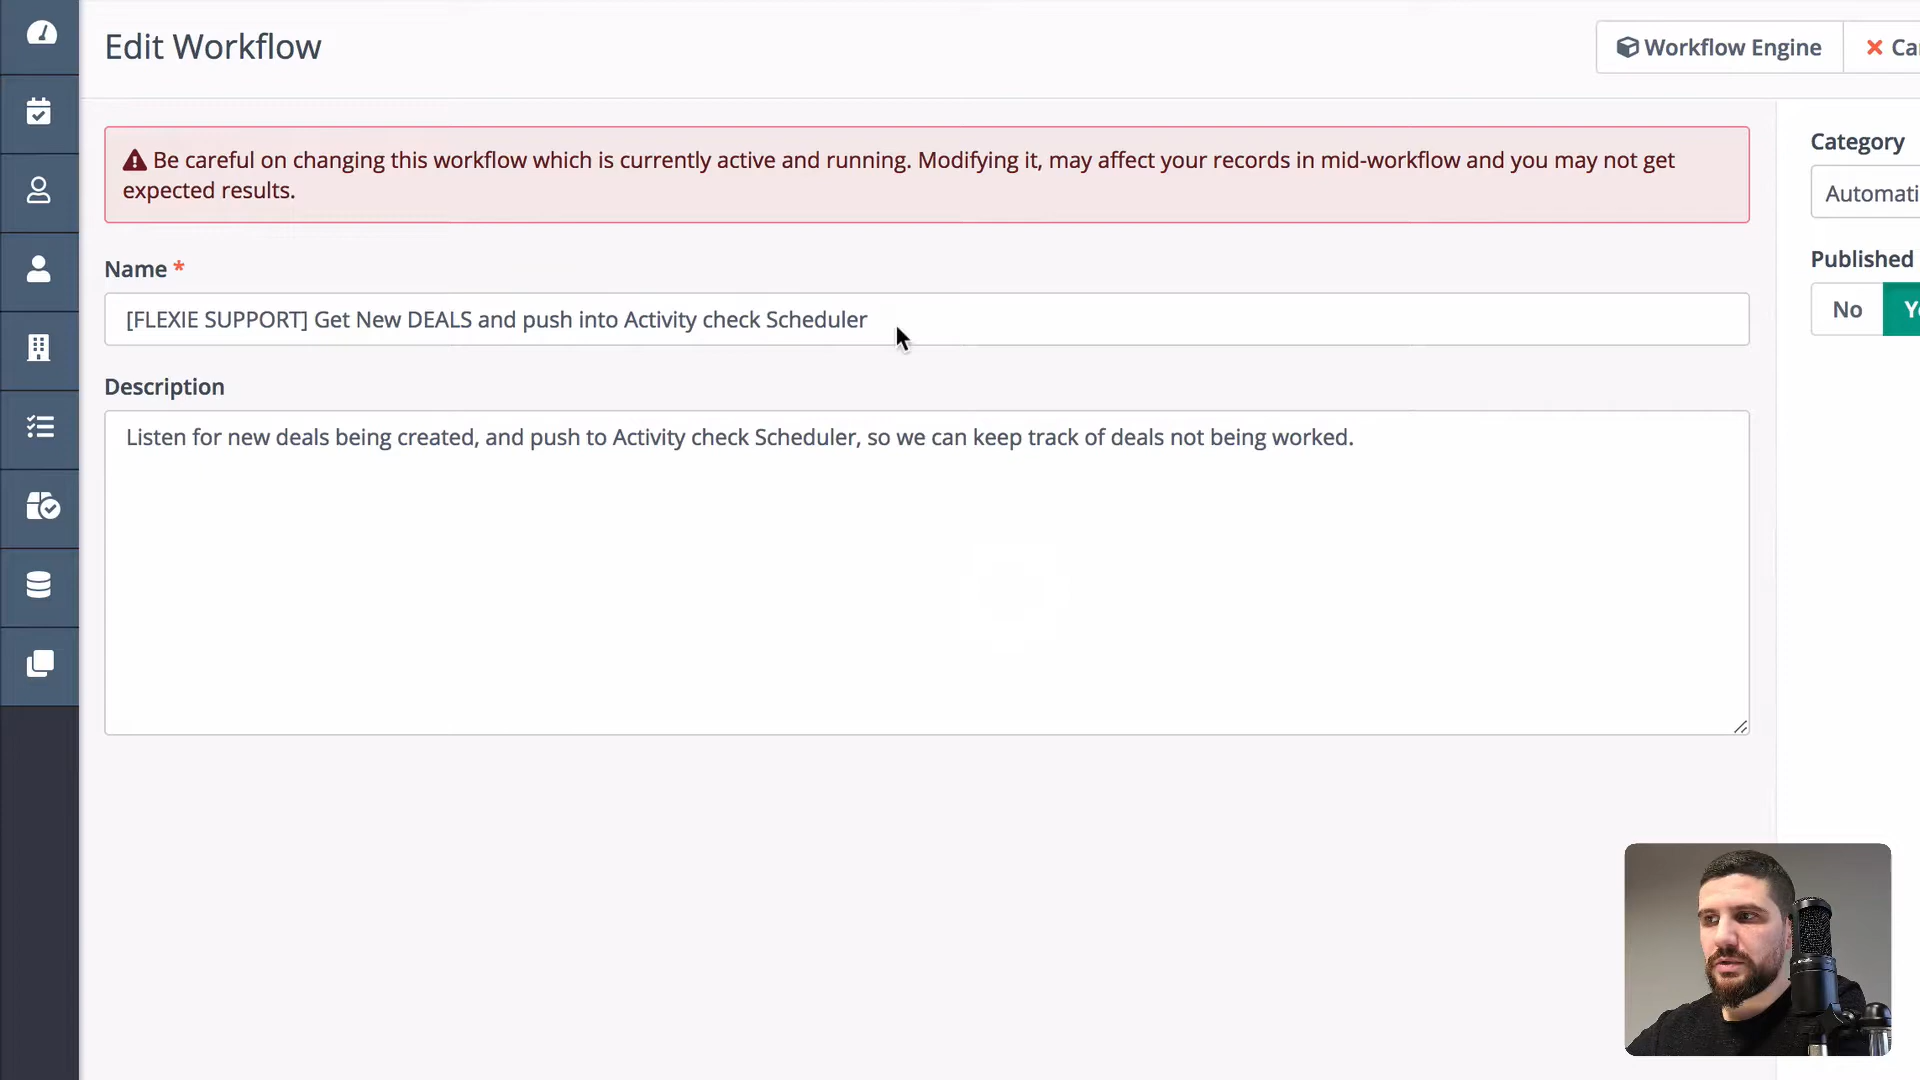 Edit Workflow
Workflow Engine
Be careful on changing this workflow which is currently active and running. Modifying it, may affect your records in mid-workflow and you may not get
expected results.
Category
Automati
Name *
Published
[FLEXIE SUPPORT] Get New DEALS and push into Activity check Scheduler
No
Description
Listen for new deals being created, and push to Activity check Scheduler, so we can keep track of deals not being worked.